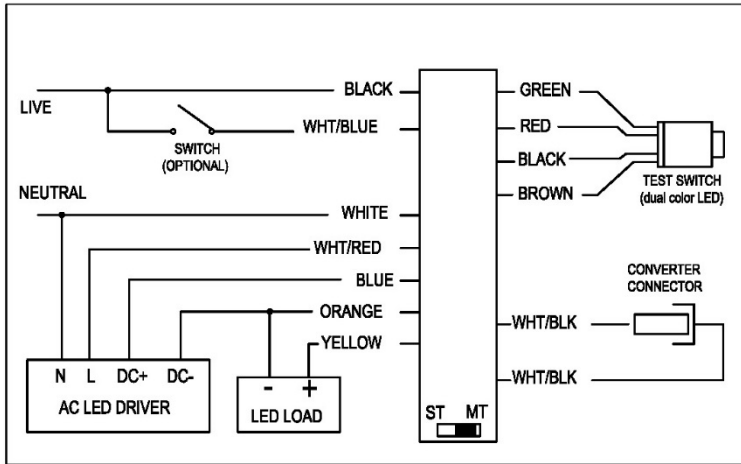 BLACK
LIVE
WHT/BLUE
SWITCH
(OPTIONAL)
NEUTRAL
WHITE
WHT/RED
BLUE
ORANGE
YELLOW
N L DC+ DC-
AC LED DRIVER
- +
LED LOAD
ST MT
GREEN
RED
BLACK
BROWN
TEST SWITCH
(dual color LED)
CONVERTER
CONNECTOR
WHT/BLK
WHT/BLK